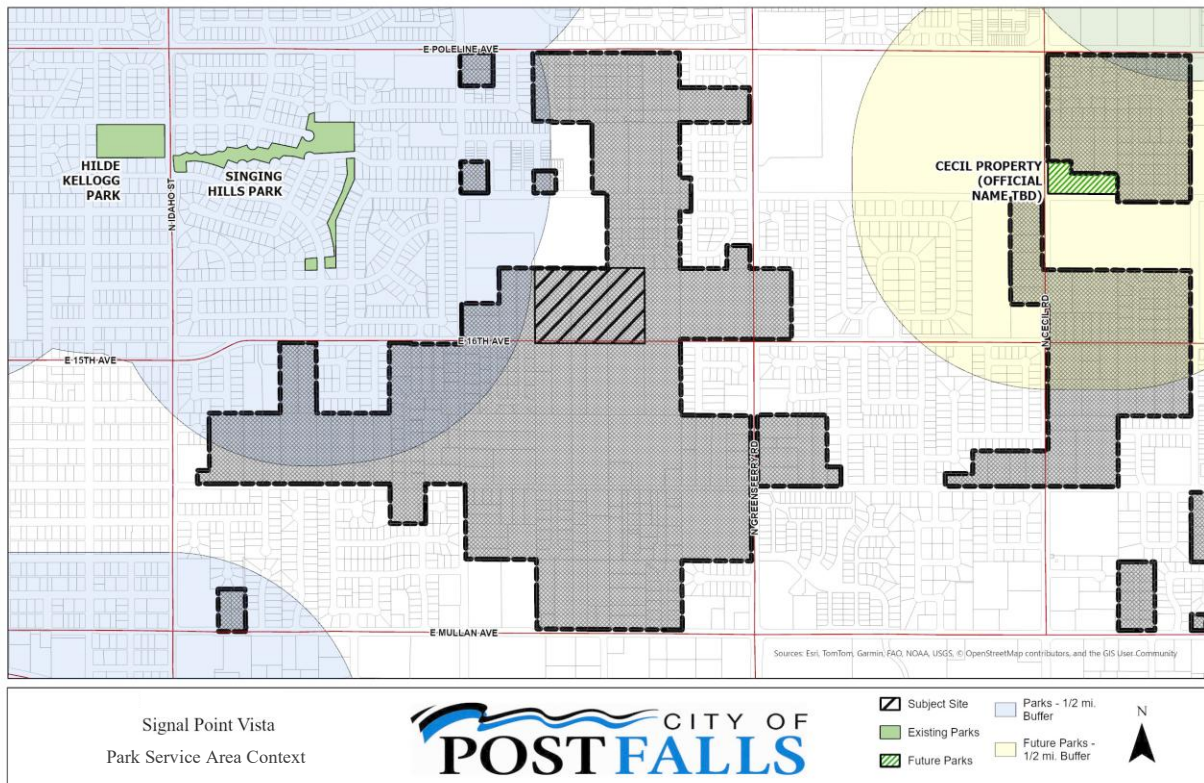 E POLELINE AVE
HILDE
KELLOGG
PARK
N IDAHO ST
SINGING
HILLS PARK
CECIL PROPERTY
(OFFICIAL
NAME TBD)
N CECIL RD
E 15TH AVE
E 16TH AVE
N GREENSFERRY RD
E MULLAN AVE
Sources: Esri, TomTom, Garmin, FAO, NOAA, USGS, © OpenStreetMap contributors, and the GIS User Community
Signal Point Vista
Park Service Area Context
CITY OF
POST FALLS
Subject Site
Existing Parks
Future Parks
Parks - 1/2 mi.
Buffer
Future Parks -
1/2 mi. Buffer
N